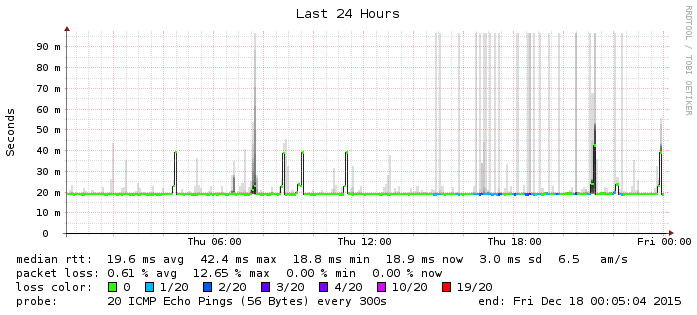 Last 24 Hours
RRDTOOL / TOBI OETIKER
Seconds
90 m
80 m
70 m
60 m
50 m
40 m
30 m
20 m
10 m
0
Thu 06:00 Thu 12:00 Thu 18:00 Fri 00:00
median rtt: 19.6 ms avg 42.4 ms max 18.8 ms min 18.9 ms now 3.0 ms sd 6.5 am/s
packet loss: 0.61 % avg 12.65 % max 0.00 % min 0.00 % now
loss color: 0 1/20 2/20 3/20 4/20 10/20 19/20
probe: 20 ICMP Echo Pings (56 Bytes) every 300s end: Fri Dec 18 00:05:04 2015